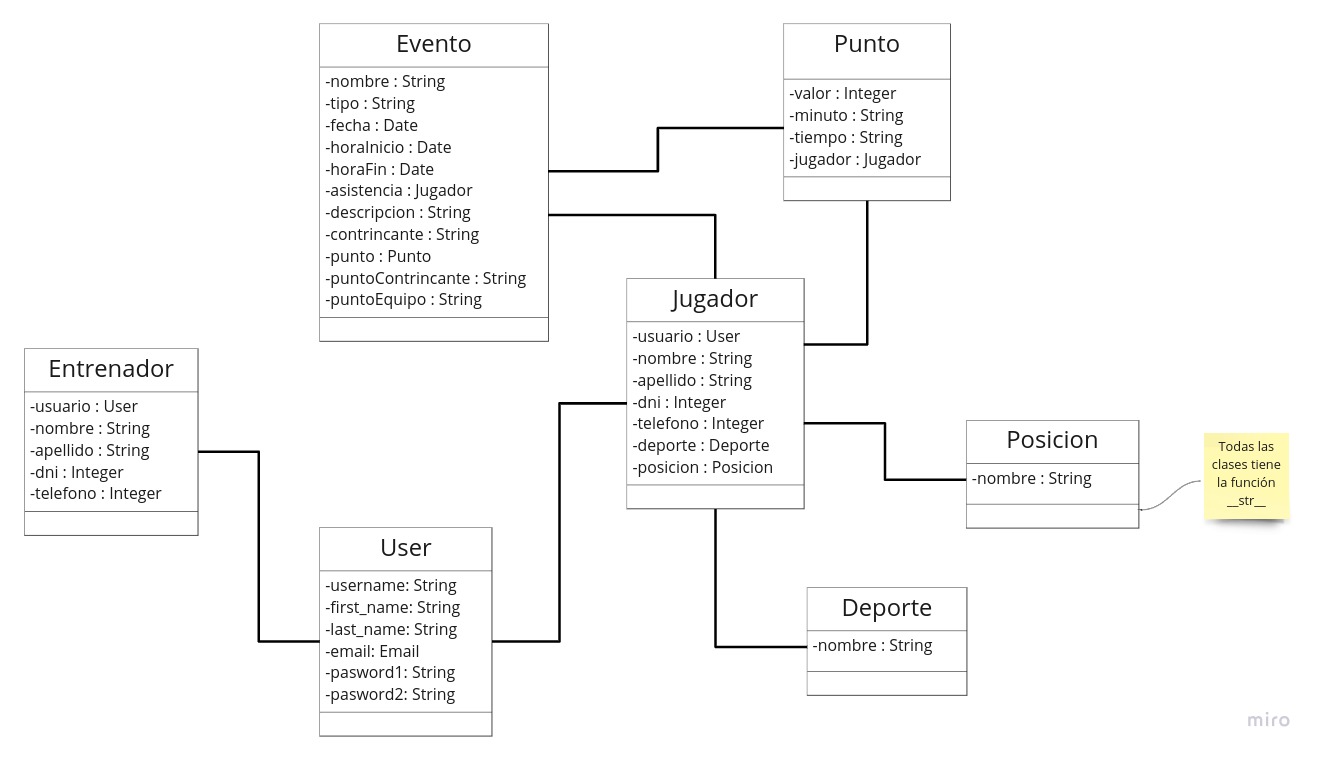 Evento
-nombre : String
-tipo : String
-fecha : Date
-horaInicio : Date
-horaFin : Date
-asistencia : Jugador
-descripcion : String
-contrincante : String
-punto : Punto
-puntoContrincante : String
-puntoEquipo : String
Punto
-valor : Integer
-minuto : String
-tiempo : String
-jugador : Jugador
Jugador
-usuario : User
-nombre : String
-apellido : String
-dni : Integer
-telefono : Integer
-deporte : Deporte
-posicion : Posicion
Entrenador
-usuario : User
-nombre : String
-apellido : String
-dni : Integer
-telefono : Integer
Posicion
-nombre : String
Todas las
clases tiene
la función
__str__
User
-username: String
-first_name: String
-last_name: String
-email: Email
-pasword1: String
-pasword2: String
Deporte
-nombre : String
miro